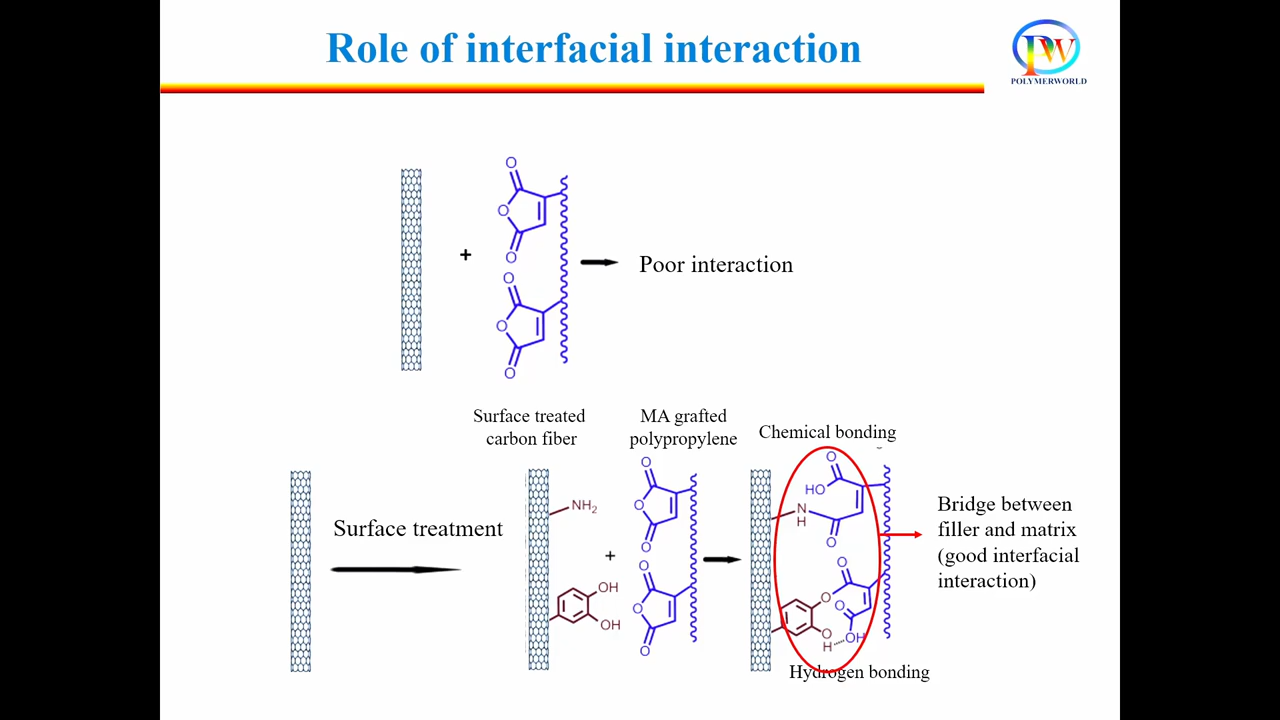 Role of interfacial interaction
PW
POLYMERWORLD
O
O
O
+
Poor interaction
O
O
O
Surface treated
carbon fiber
MA grafted
polypropylene
Chemical bonding
Surface treatment
NH2
OH
OH
+
O
O
O
O
O
O
O
HO
N
H
O
O
O
O
O
H
OH
Bridge between
filler and matrix
(good interfacial
interaction)
Hydrogen bonding